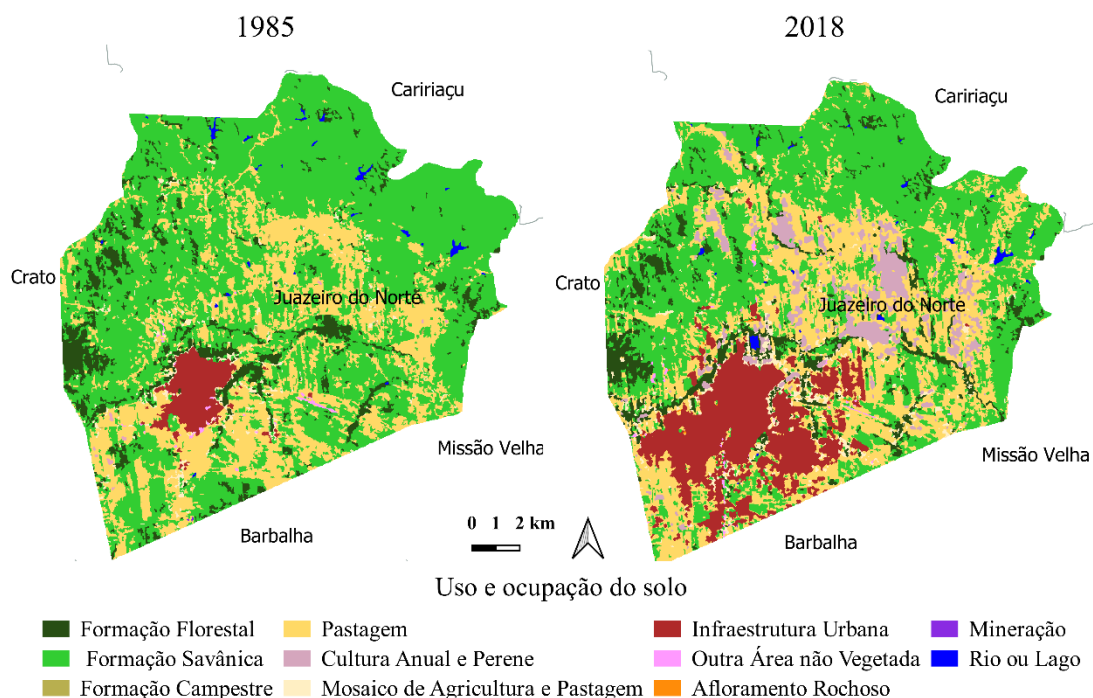 1985 2018
Caririaçu Caririaçu
Crato Crato
Juazeiro do Norte Juazeiro do Norte
Missão Velha Missão Velha
Barbalha 0 1 2 km Barbalha
Uso e ocupação do solo
Formação Florestal Pastagem Infraestrutura Urbana Mineração
Formação Savânica Cultura Anual e Perene Outra Área não Vegetada Rio ou Lago
Formação Campestre Mosaico de Agricultura e Pastagem Afloramento Rochoso